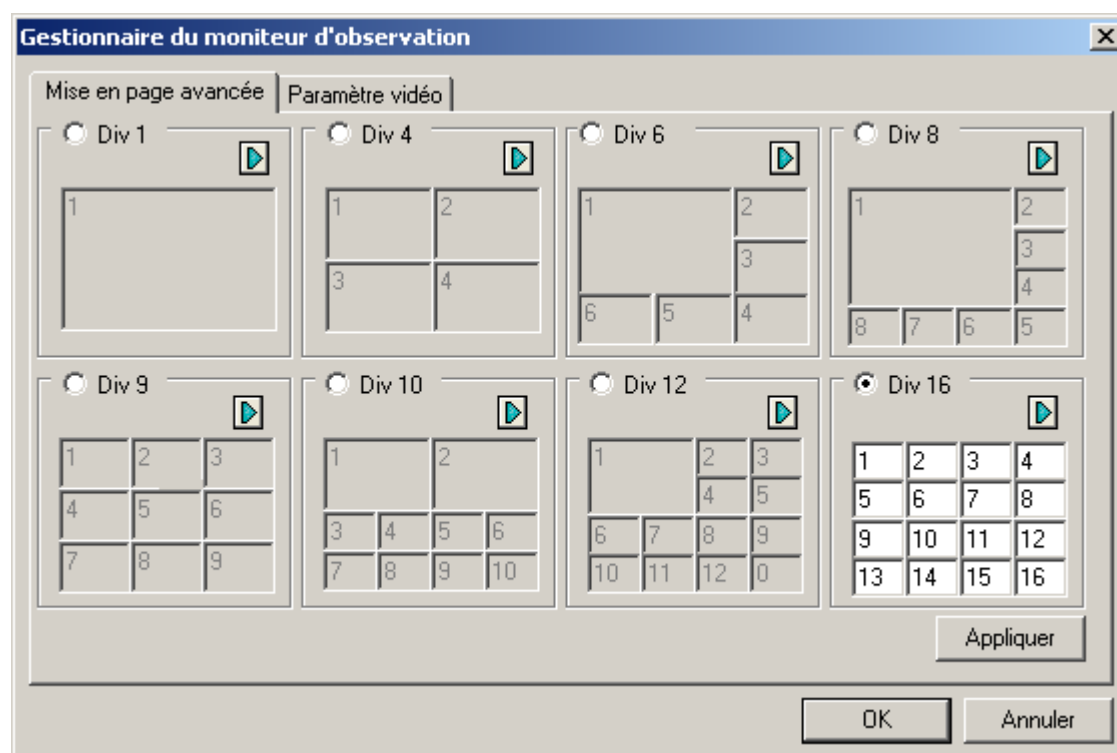 Gestionnaire du moniteur d'observation
Mise en page avancée
Paramètre vidéo
Div 1
1
Div 4
1 2
3 4
Div 6
1 2
3
6 5 4
Div 8
1 2
3
4
8 7 6 5
Div 9
1 2 3
4 5 6
7 8 9
Div 10
1 2
3 4 5 6
7 8 9 10
Div 12
1 2 3
4 5
6 7 8 9
10 11 12 0
Div 16
1 2 3 4
5 6 7 8
9 10 11 12
13 14 15 16
Appliquer
OK
Annuler